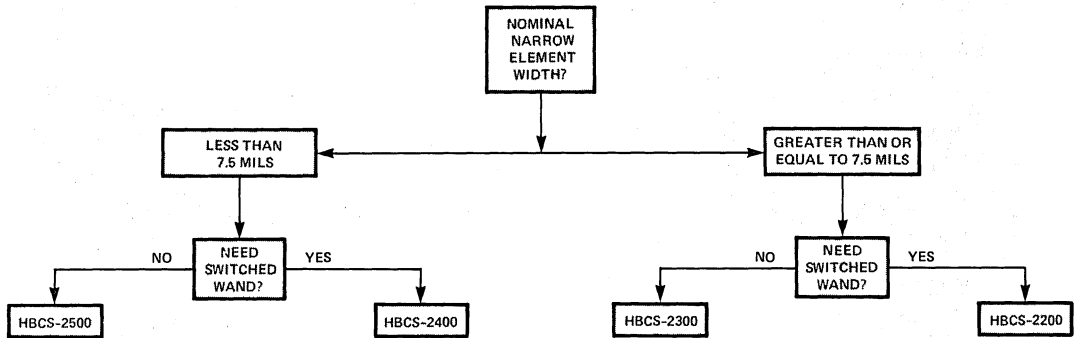 NOMINAL
NARROW
ELEMENT
WIDTH?
LESS THAN
7.5 MILS
GREATER THAN OR
EQUAL TO 7.5 MILS
NEED
SWITCHED
WAND?
NO
YES
NEED
SWITCHED
WAND?
NO
YES
HBCS-2500
HBCS-2400
HBCS-2300
HBCS-2200